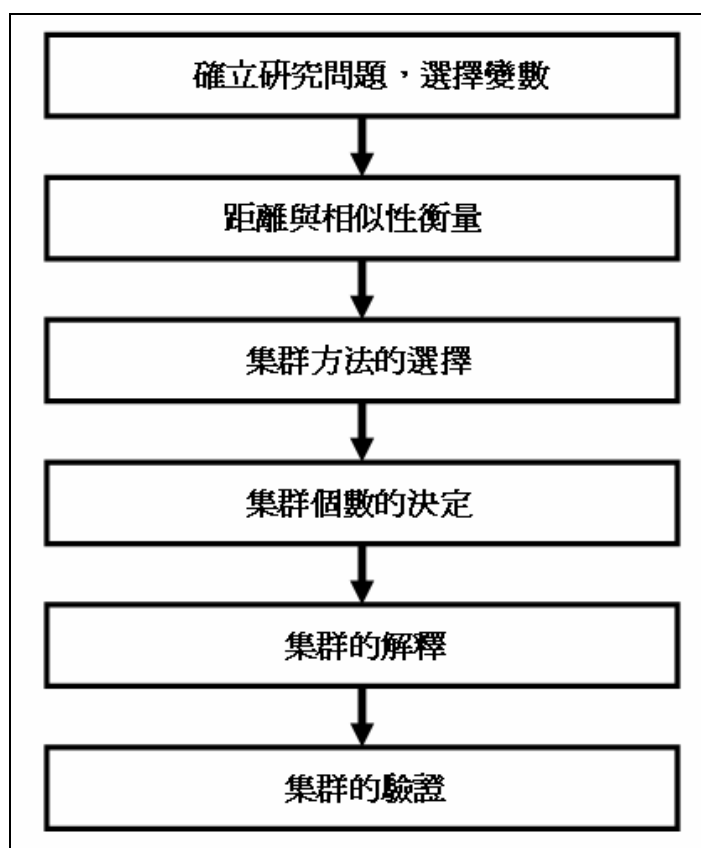 確立研究問題，選擇變數
距離與相似性衡量
集群方法的選擇
集群個數的決定
集群的解釋
集群的驗證